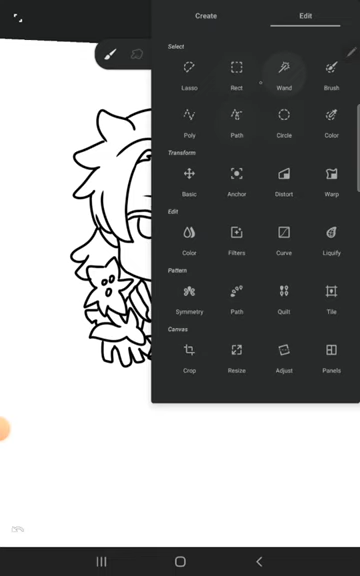 Create Edit
Select
Lasso Rect Wand Brush
Poly Path Circle Color
Transform
Basic Anchor Distort Warp
Edit
Color Filters Curve Liquify
Pattern
Symmetry Path Quilt Tile
Canvas
Crop Resize Adjust Panels